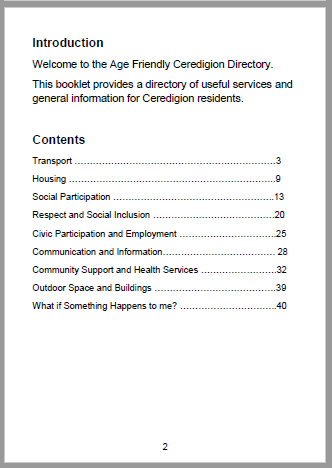 Introduction
Welcome to the Age Friendly Ceredigion Directory.
This booklet provides a directory of useful services and
general information for Ceredigion residents.
Contents
Transport ……………………………………………………………3
Housing ………………………………………………………………9
Social Participation ………………………………………………13
Respect and Social Inclusion ……………………………………20
Civic Participation and Employment ……………………………25
Communication and Information………………………………… 28
Community Support and Health Services ……………………32
Outdoor Space and Buildings ……………………………………39
What if Something Happens to me? ……………………………40
2